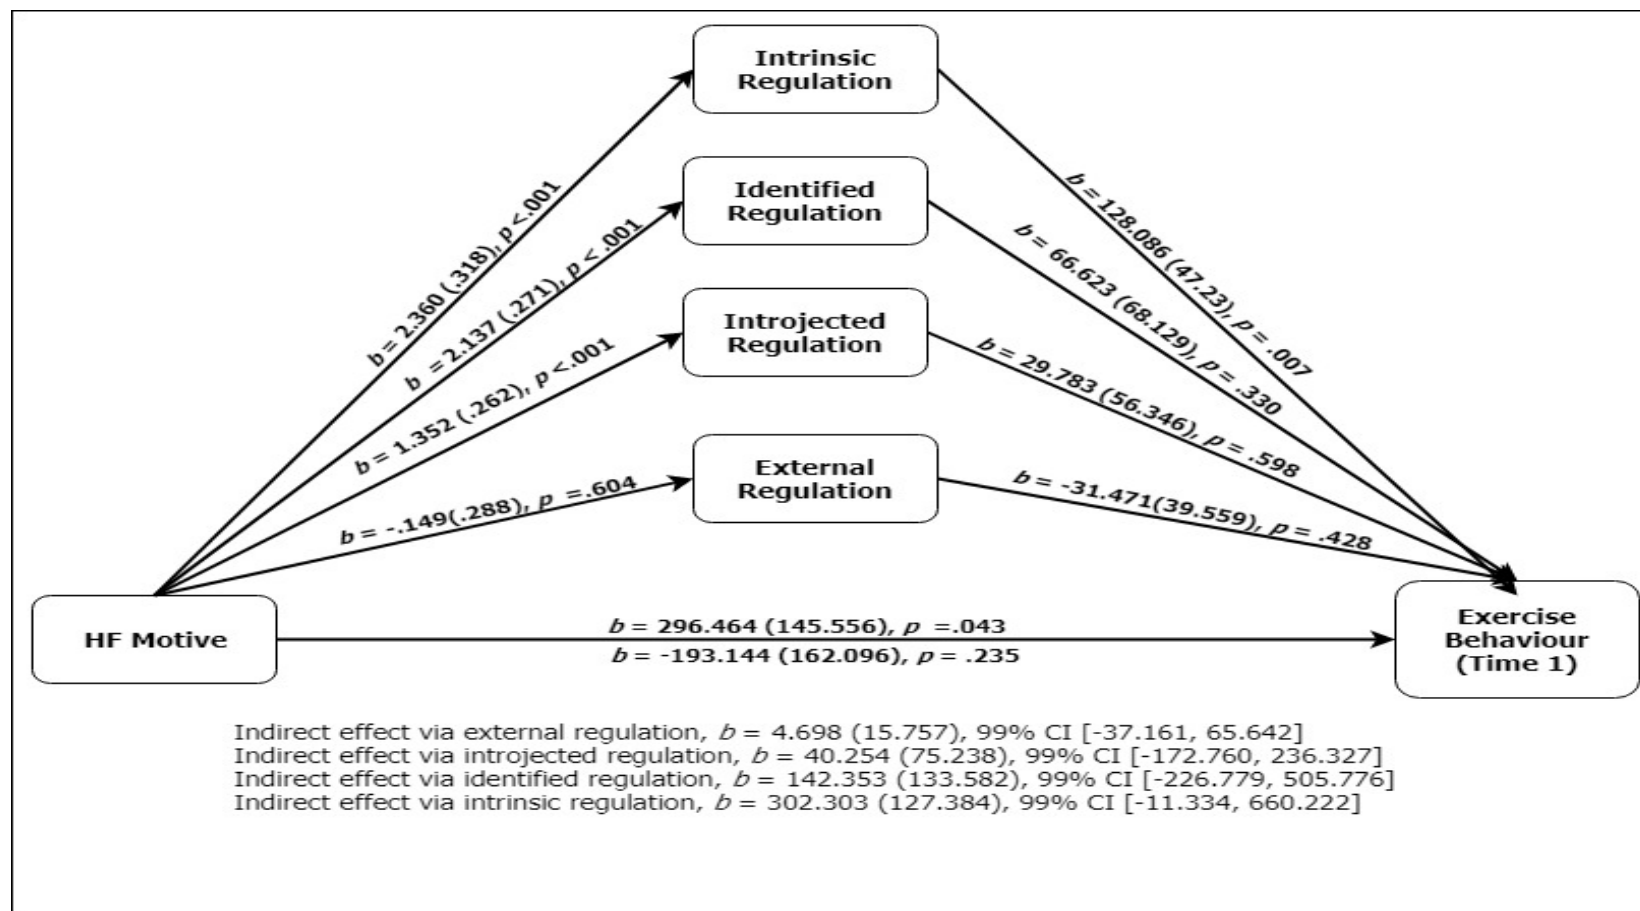 Intrinsic
Regulation
Identified
Regulation
Introjected
Regulation
External
Regulation
HF Motive
Exercise
Behaviour
(Time 1)
b = 2.360 (.318), p <.001
b = 2.137 (.271), p < .001
b = 1.352 (.262), p <.001
b = -.149(.288), p =.604
b = 128.086 (47.23), p = .007
b = 66.623 (68.129), p = .330
b = 29.783 (56.346), p = .598
b = -31.471(39.559), p = .428
b = 296.464 (145.556), p =.043
b = -193.144 (162.096), p = .235
Indirect effect via external regulation, b = 4.698 (15.757), 99% CI [-37.161, 65.642]
Indirect effect via introjected regulation, b = 40.254 (75.238), 99% CI [-172.760, 236.327]
Indirect effect via identified regulation, b = 142.353 (133.582), 99% CI [-226.779, 505.776]
Indirect effect via intrinsic regulation, b = 302.303 (127.384), 99% CI [-11.334, 660.222]